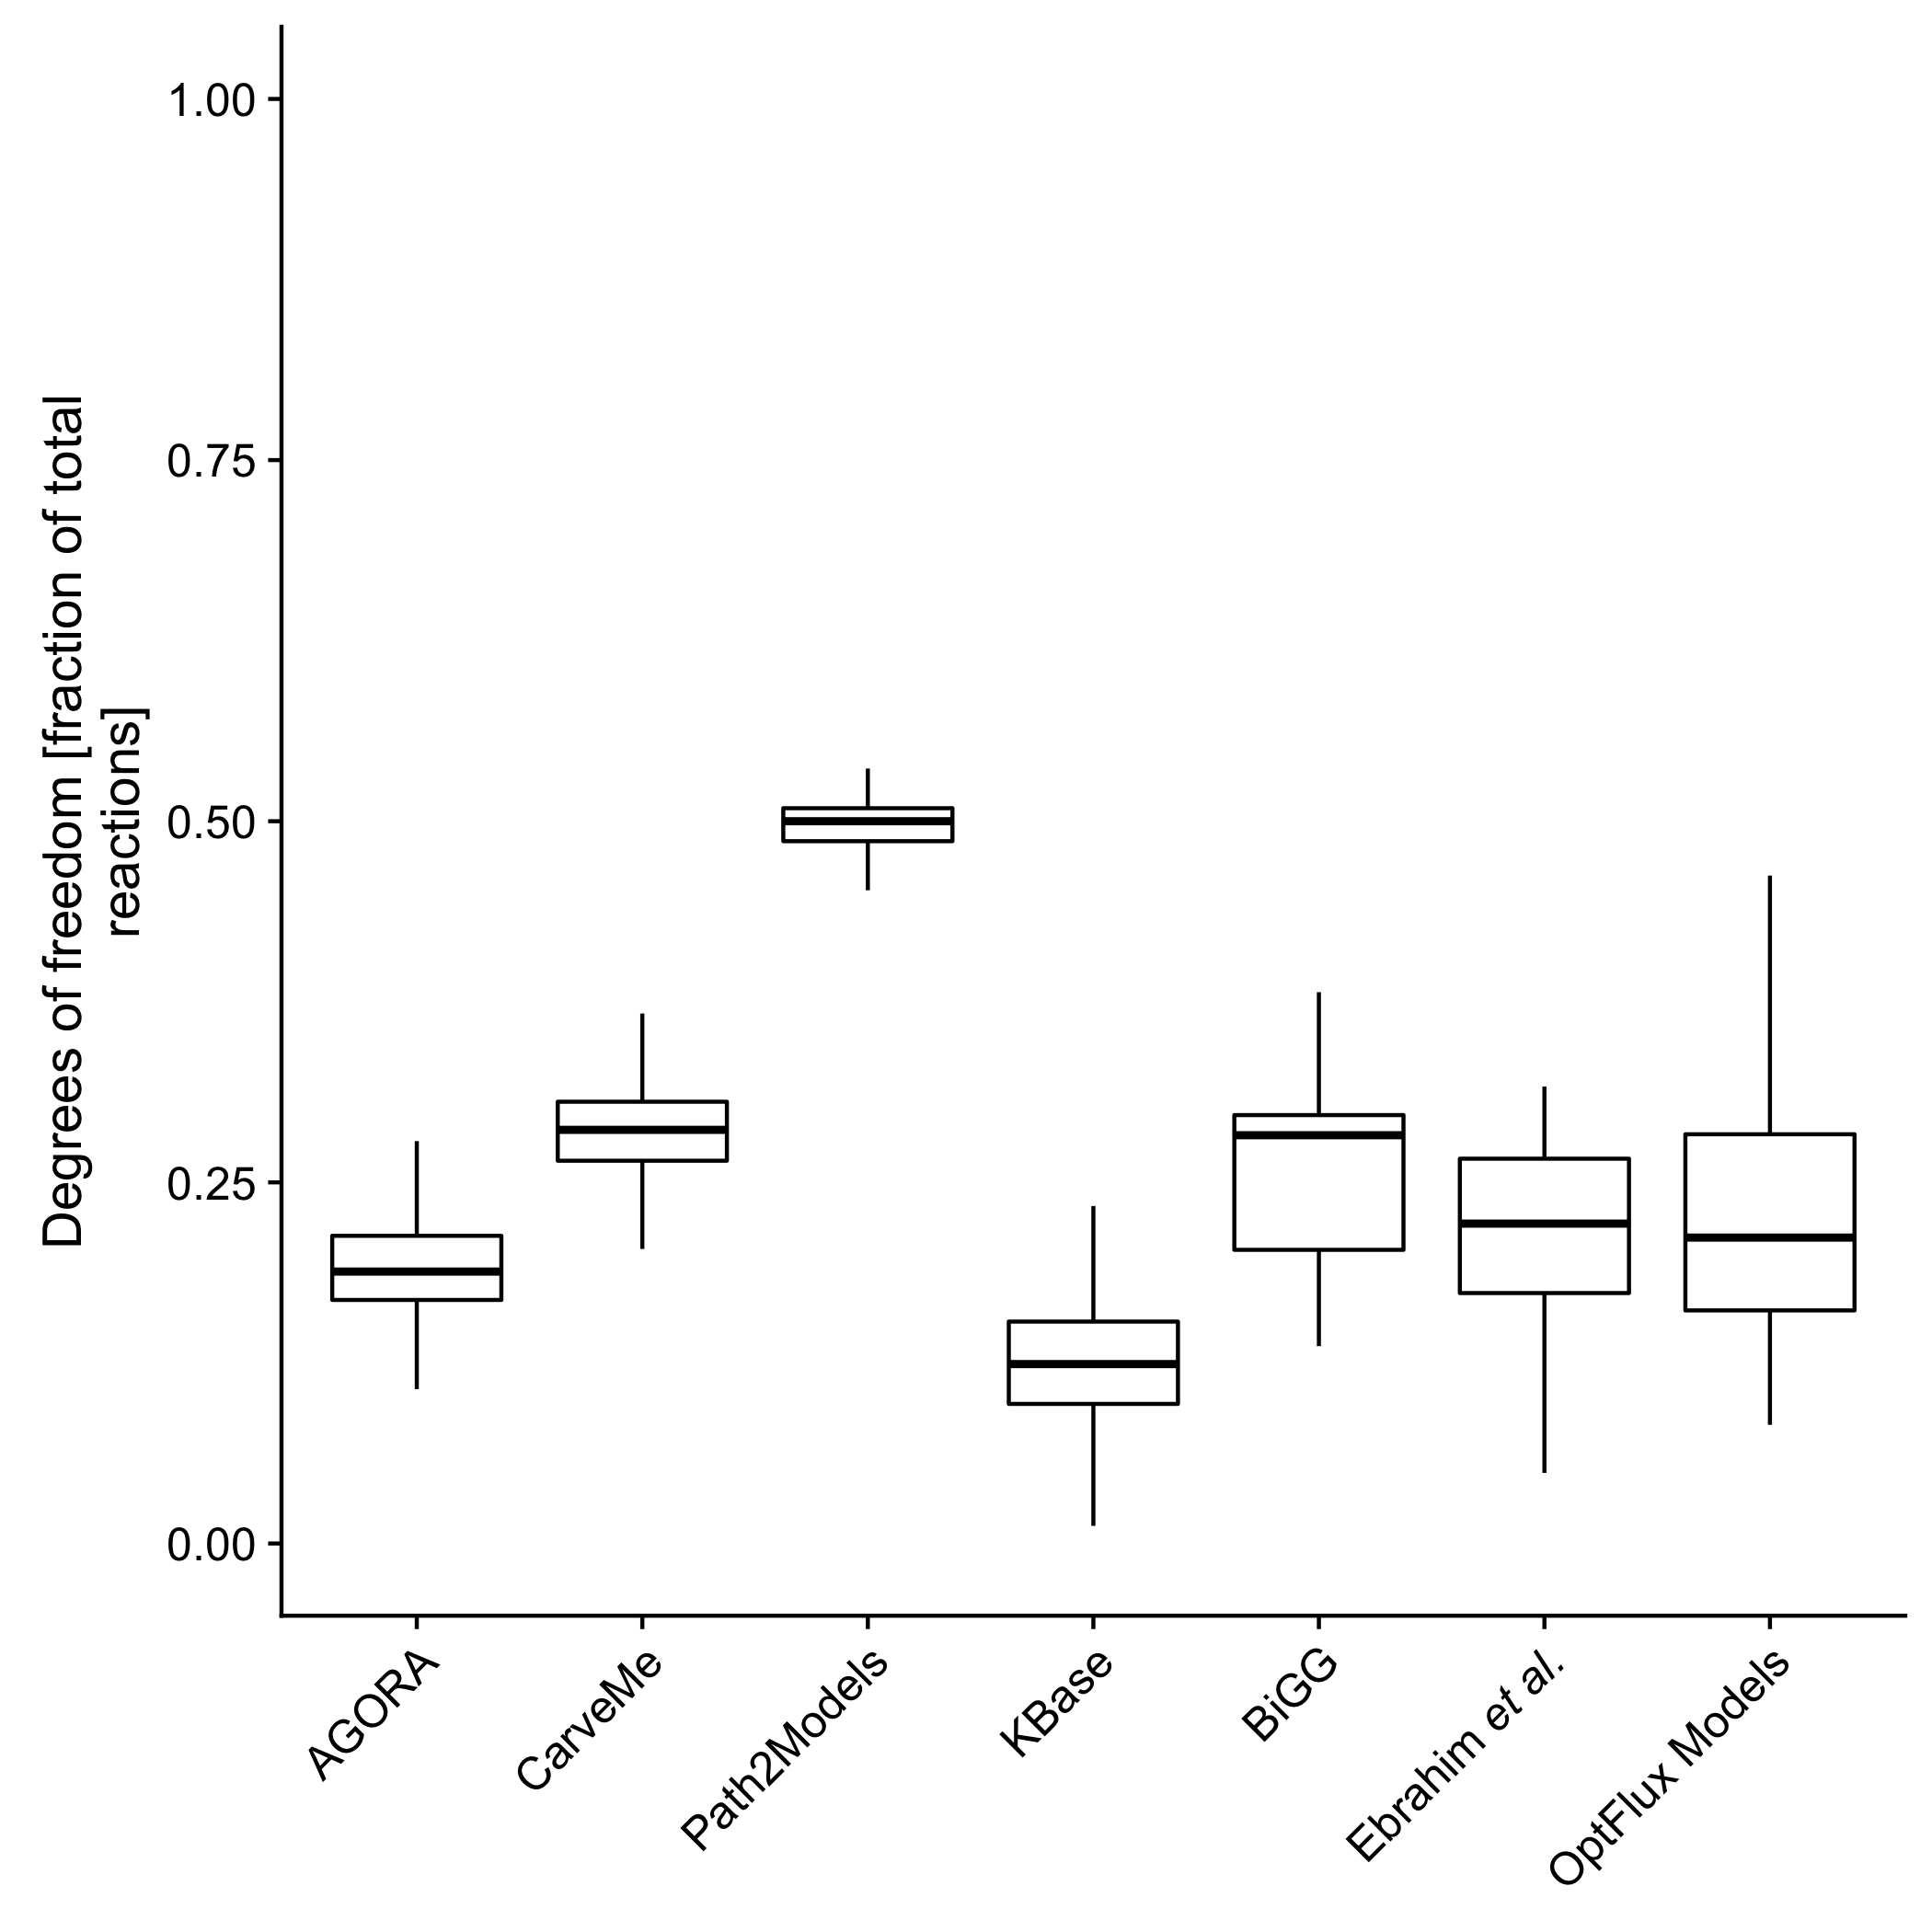 Degrees of freedom [fraction of total
reactions]
1.00
0.75
0.50
0.25
0.00
AGORA
CarveMe
Path2Models
KBase
BiGG
Ebrahim et al.
OptFlux Models